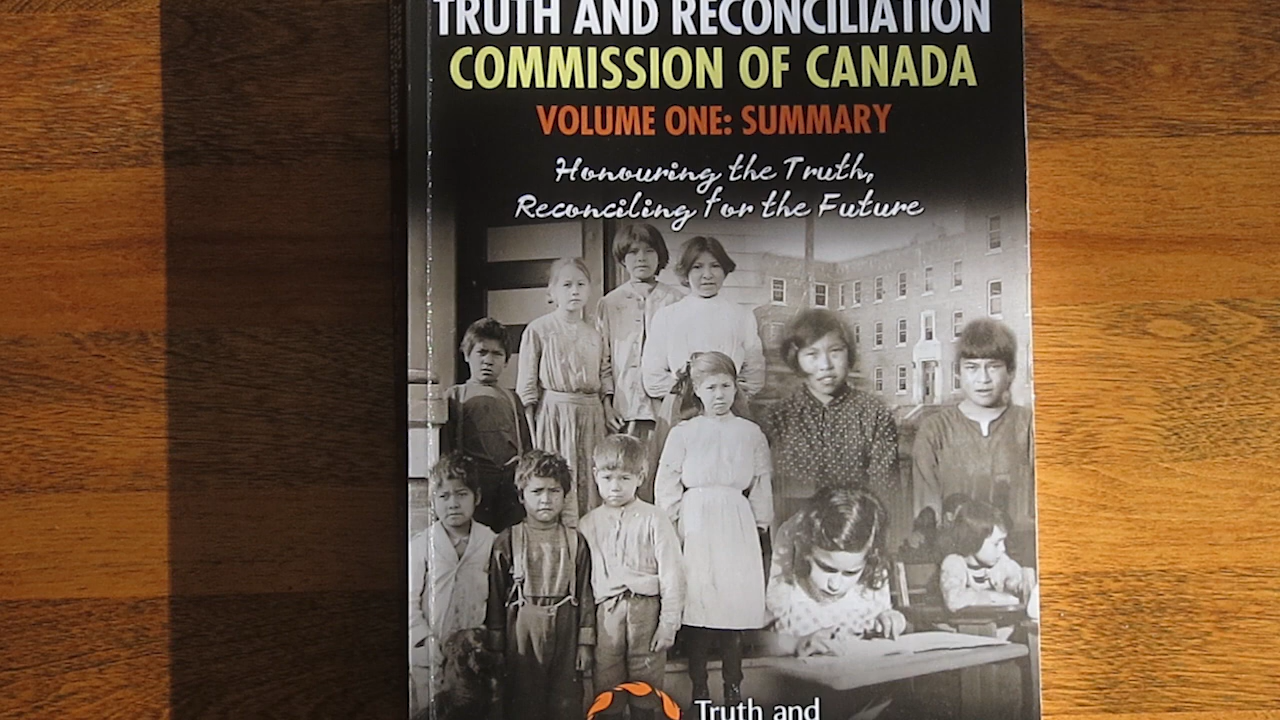 TRUTH AND RECONCILIATION
COMMISSION OF CANADA
VOLUME ONE: SUMMARY
Honouring the Truth,
Reconciling for the Future
Truth and